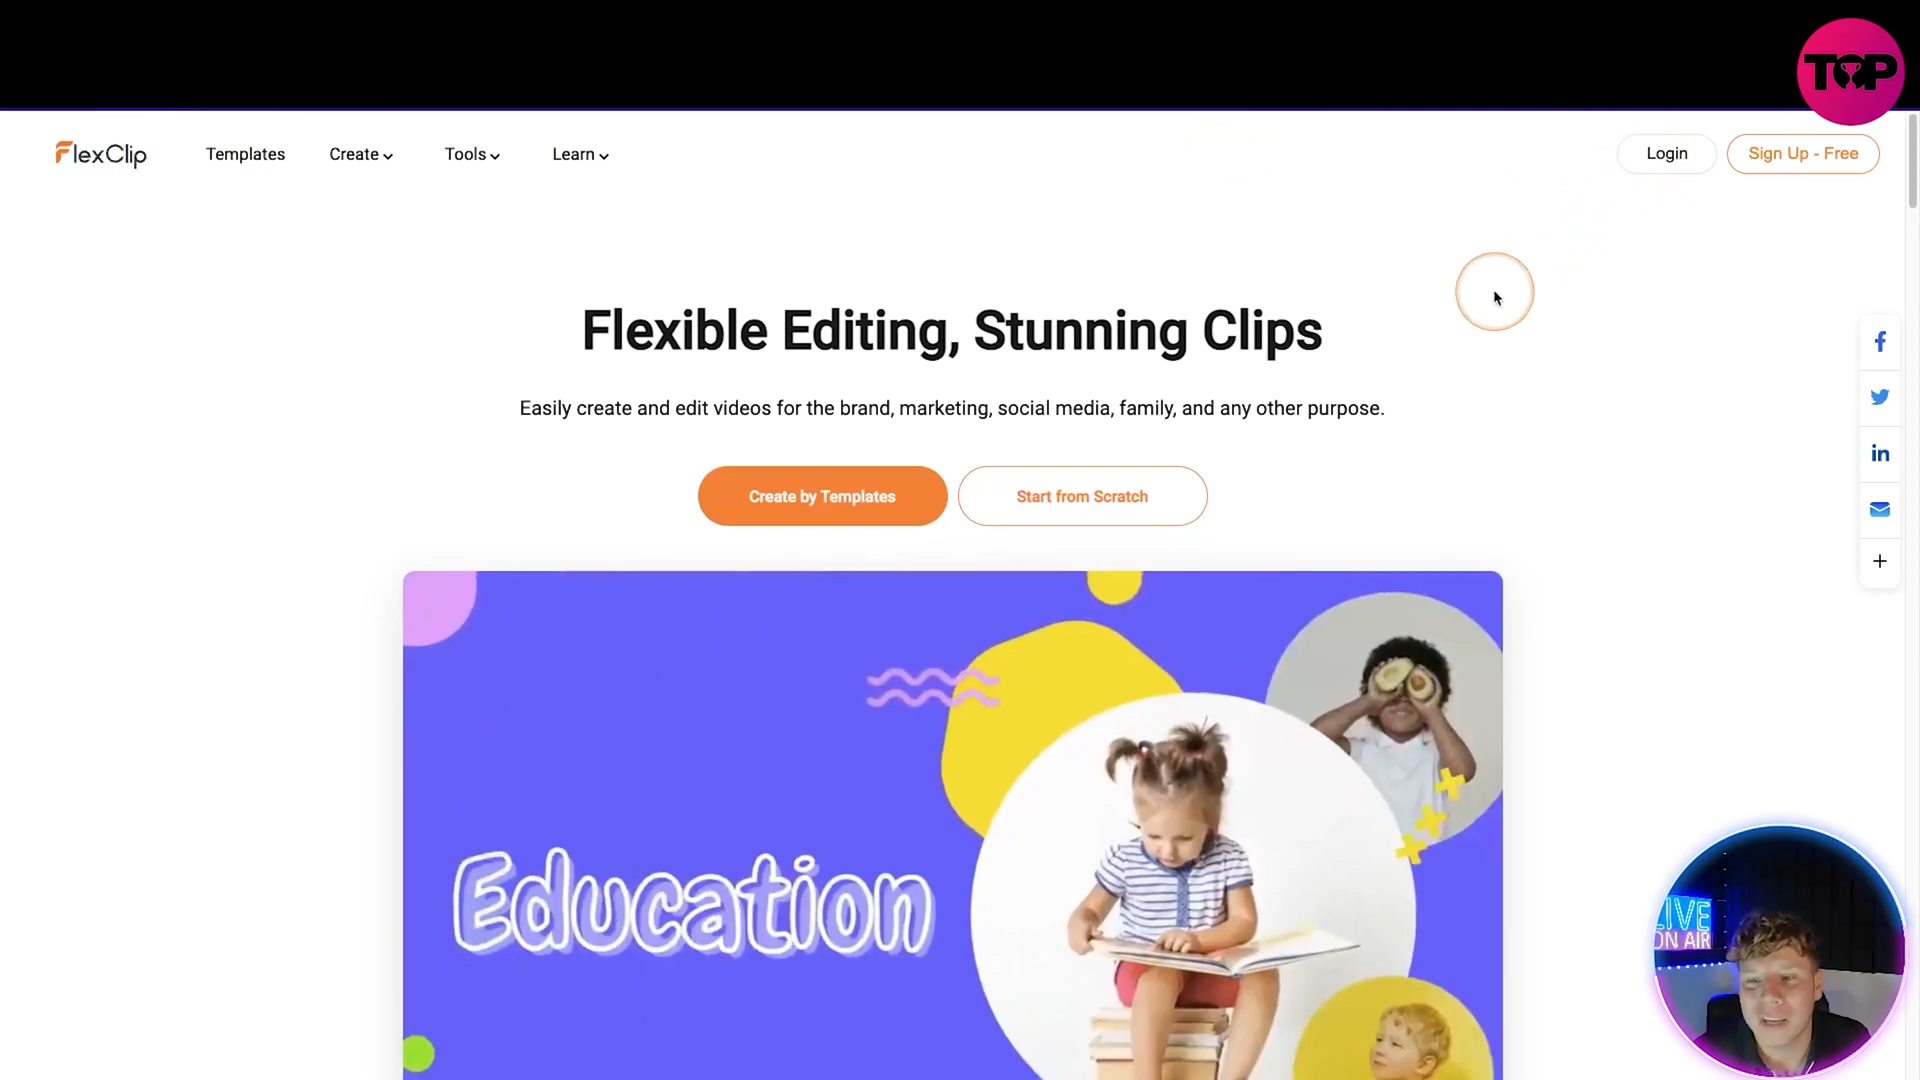 TOP
FlexClip
Templates
Create
Tools
Learn
Login
Sign Up - Free
Flexible Editing, Stunning Clips
Easily create and edit videos for the brand, marketing, social media, family, and any other purpose.
Create by Templates
Start from Scratch
Education
LIVE
ON AIR